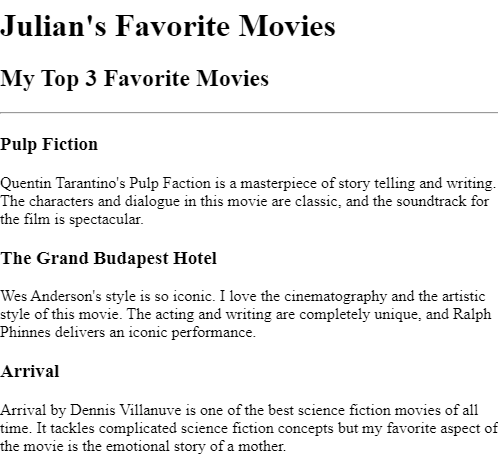 Julian's Favorite Movies
My Top 3 Favorite Movies
Pulp Fiction
Quentin Tarantino's Pulp Faction is a masterpiece of story telling and writing.
The characters and dialogue in this movie are classic, and the soundtrack for
the film is spectacular.
The Grand Budapest Hotel
Wes Anderson's style is so iconic. I love the cinematography and the artistic
style of this movie. The acting and writing are completely unique, and Ralph
Phinnes delivers an iconic performance.
Arrival
Arrival by Dennis Villanuve is one of the best science fiction movies of all
time. It tackles complicated science fiction concepts but my favorite aspect of
the movie is the emotional story of a mother.